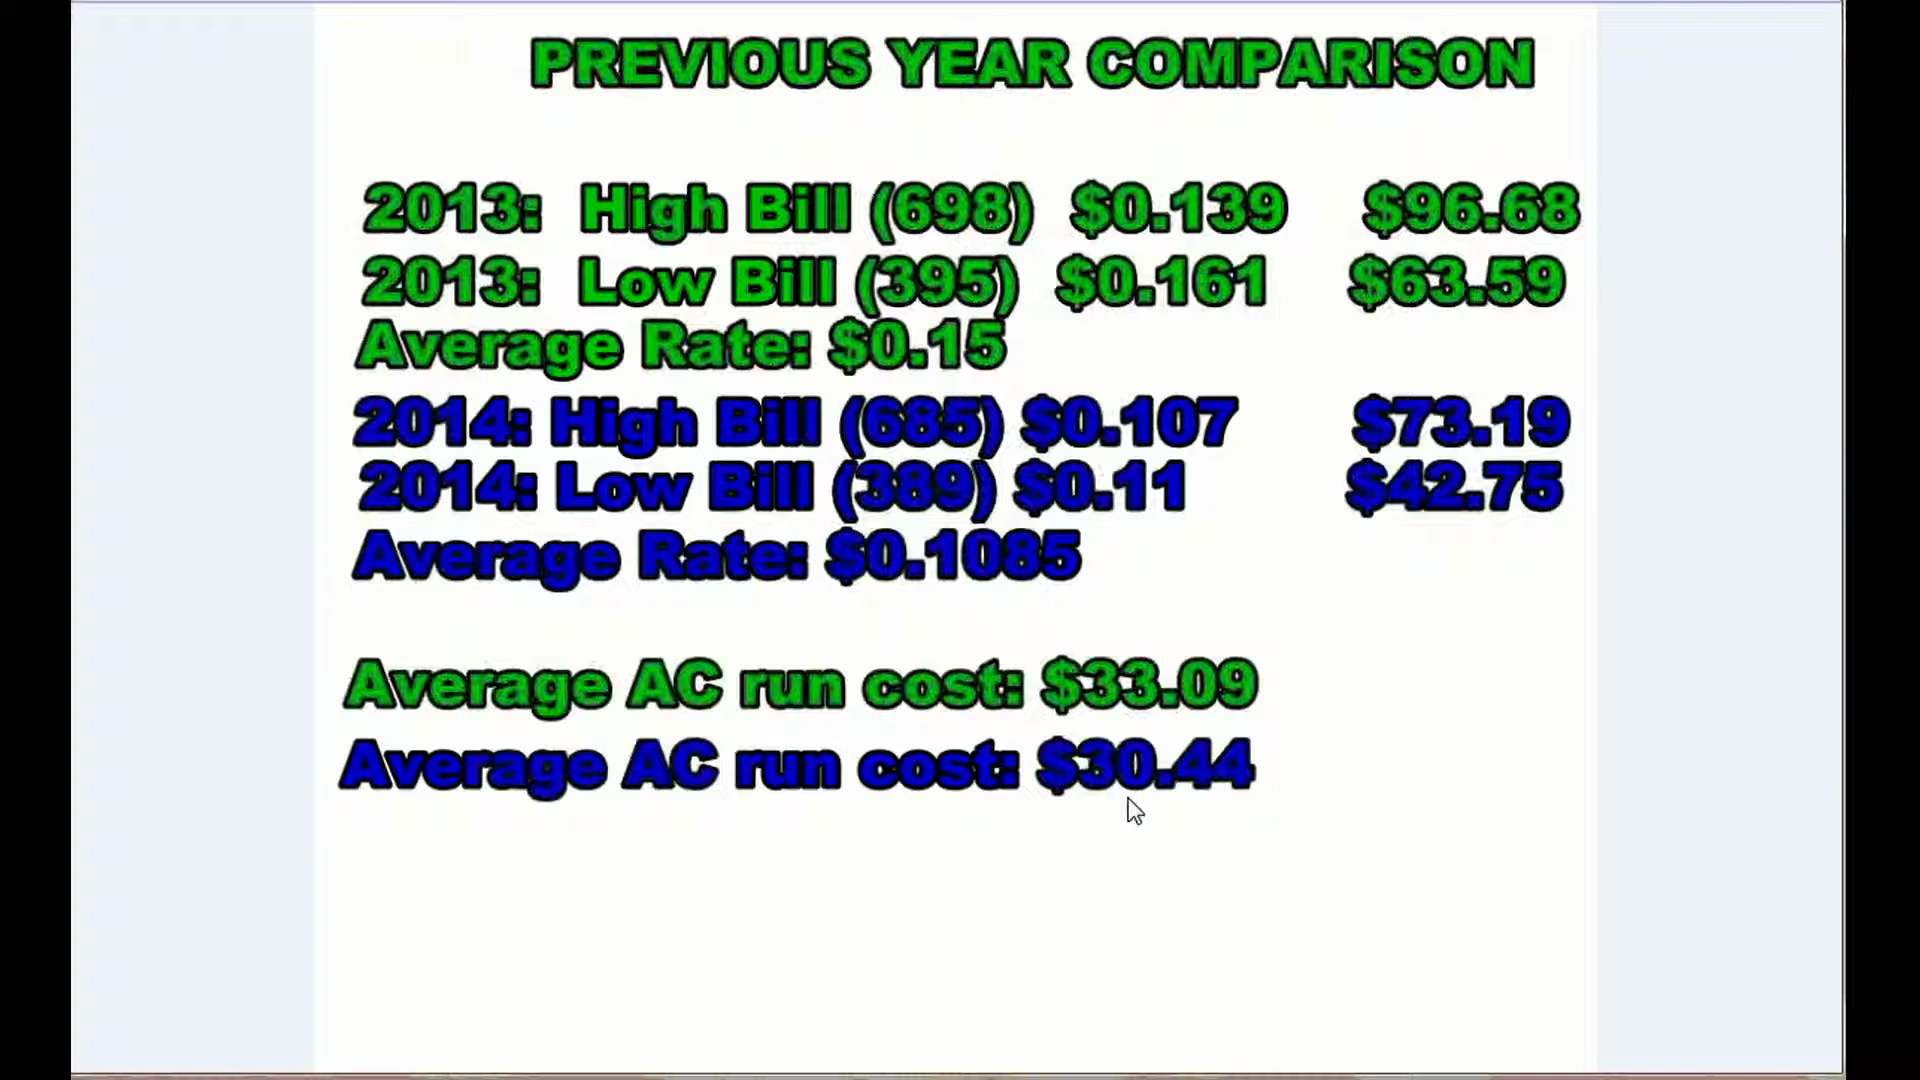 PREVIOUS YEAR COMPARISON
2013: High Bill (698) $0.139 $96.68
2013: Low Bill (395) $0.161 $63.59
Average Rate: $0.15
2014: High Bill (685) $0.107 $73.19
2014: Low Bill (389) $0.11 $42.75
Average Rate: $0.1085
Average AC run cost: $33.09
Average AC run cost: $30.44